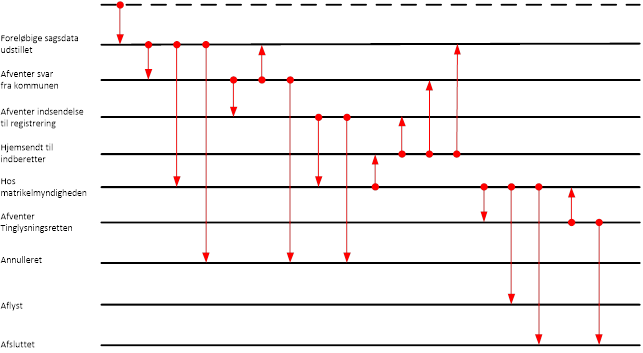 Foreløbige sagsdata
udstillet
Afventer svar
fra kommunen
Afventer indsendelse
til registrering
Hjemsendt til
indberetter
Hos
matrikelmyndigheden
Afventer
Tinglysningsretten
Annulleret
Aflyst
Afsluttet